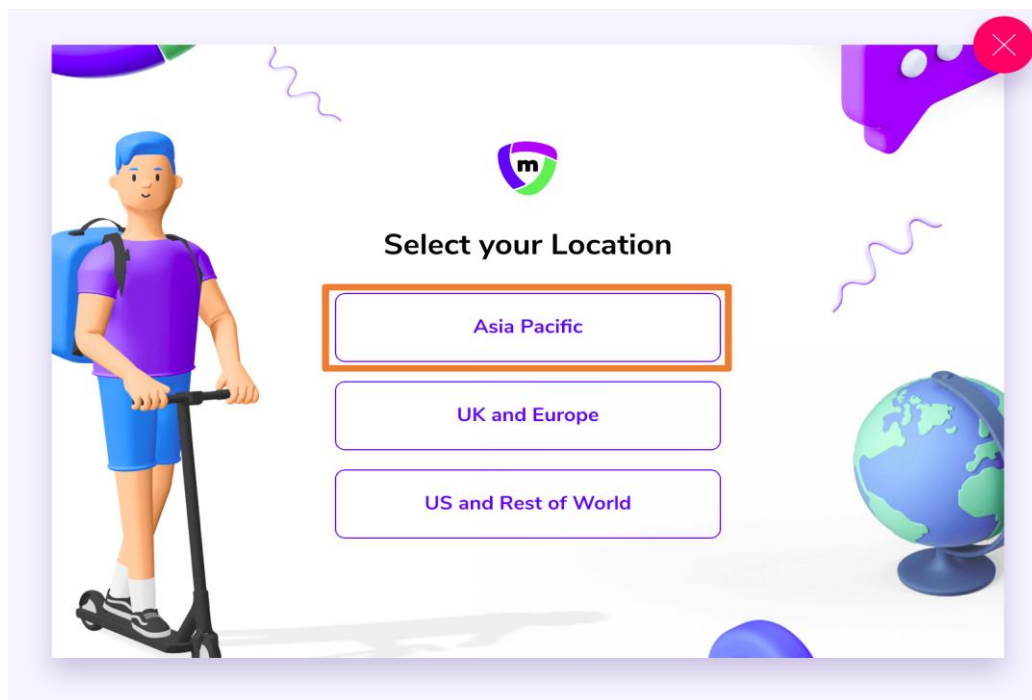 m
Select your Location
Asia Pacific
UK and Europe
US and Rest of World